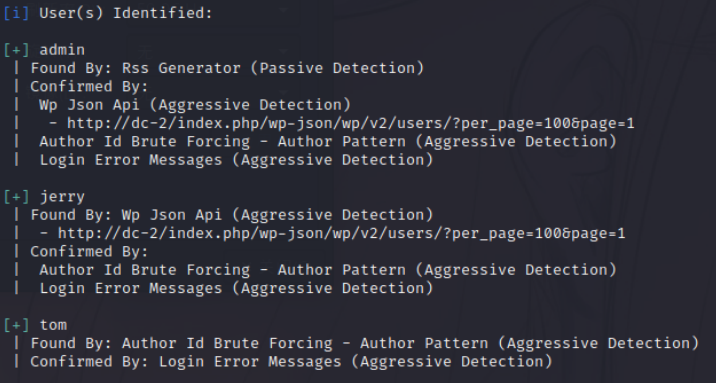 [i] User(s) Identified:
[+] admin
| Found By: Rss Generator (Passive Detection)
| Confirmed By:
|  Wp Json Api (Aggressive Detection)
|   - http://dc-2/index.php/wp-json/wp/v2/users/?per_page=100&page=1
|  Author Id Brute Forcing - Author Pattern (Aggressive Detection)
|  Login Error Messages (Aggressive Detection)
[+] jerry
| Found By: Wp Json Api (Aggressive Detection)
|  - http://dc-2/index.php/wp-json/wp/v2/users/?per_page=100&page=1
| Confirmed By:
|  Author Id Brute Forcing - Author Pattern (Aggressive Detection)
|  Login Error Messages (Aggressive Detection)
[+] tom
| Found By: Author Id Brute Forcing - Author Pattern (Aggressive Detection)
| Confirmed By: Login Error Messages (Aggressive Detection)